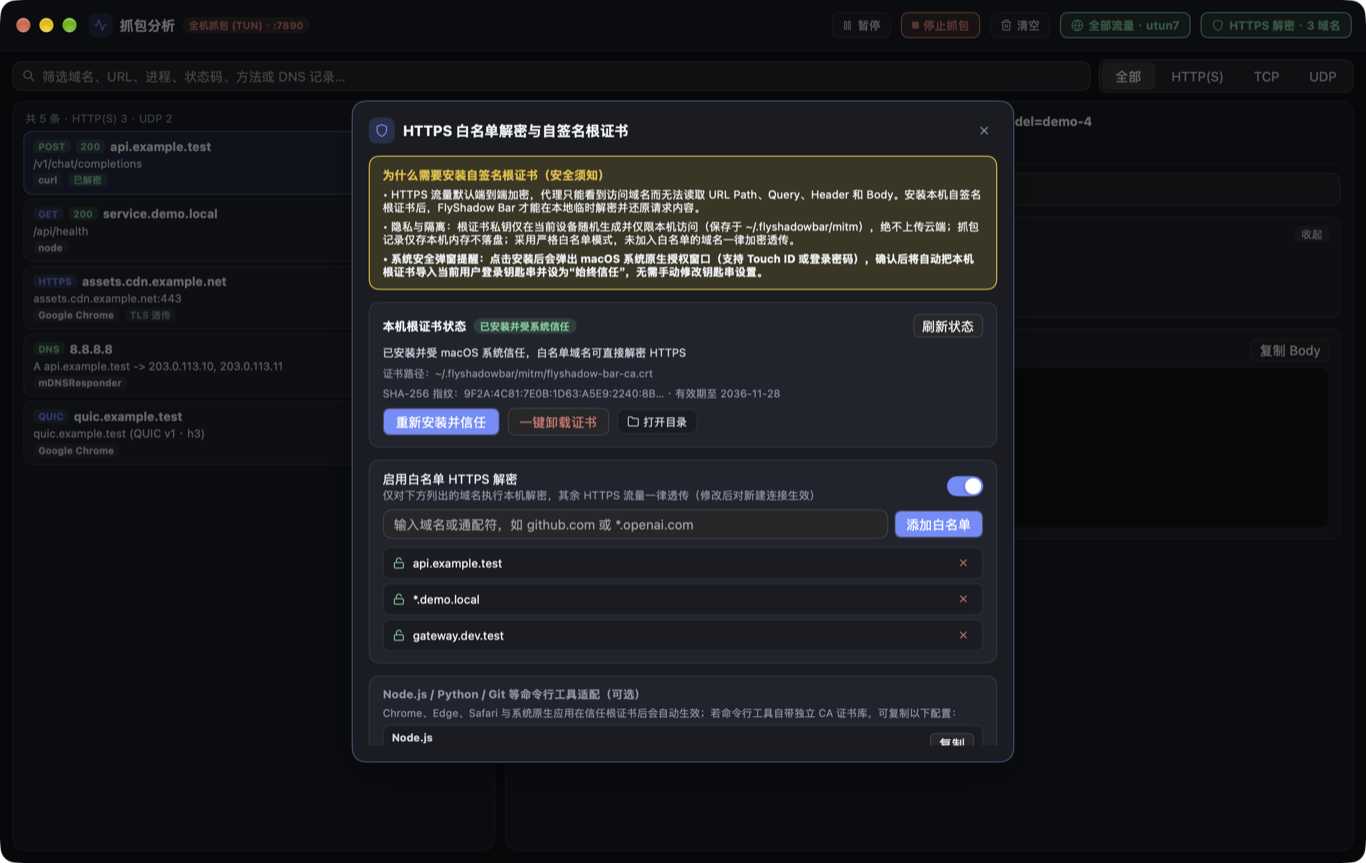 抓包分析
全机抓包 (TUN) · :7890
暂停
停止抓包
清空
全部流量 · utun7
HTTPS 解密 · 3 域名
筛选域名、URL、进程、状态码、方法或 DNS 记录...
全部
HTTP(S)
TCP
UDP
共 5 条 · HTTP(S) 3 · UDP 2
POST 200 api.example.test
/v1/chat/completions
curl 已解密
GET 200 service.demo.local
/api/health
node
HTTPS assets.cdn.example.net
assets.cdn.example.net:443
Google Chrome TLS 透传
DNS 8.8.8.8
A api.example.test -> 203.0.113.10, 203.0.113.11
mDNSResponder
QUIC quic.example.test
quic.example.test (QUIC v1 · h3)
Google Chrome
del=demo-4
收起
复制 Body
HTTPS 白名单解密与自签名根证书
为什么需要安装自签名根证书（安全须知）
• HTTPS 流量默认端到端加密，代理只能看到访问域名而无法读取 URL Path、Query、Header 和 Body。安装本机自签名
根证书后，FlyShadow Bar 才能在本地临时解密并还原请求内容。
• 隐私与隔离：根证书私钥仅在当前设备随机生成并仅限本机访问（保存于 ~/.flyshadowbar/mitm），绝不上传云端；抓包
记录仅存本机内存不落盘；采用严格白名单模式，未加入白名单的域名一律加密透传。
• 系统安全弹窗提醒：点击安装后会弹出 macOS 系统原生授权窗口（支持 Touch ID 或登录密码），确认后将自动把本机
根证书导入当前用户登录钥匙串并设为“始终信任”，无需手动修改钥匙串设置。
本机根证书状态 已安装并受系统信任
刷新状态
已安装并受 macOS 系统信任，白名单域名可直接解密 HTTPS
证书路径：~/.flyshadowbar/mitm/flyshadow-bar-ca.crt
SHA-256 指纹：9F2A:4C81:7E0B:1D63:A5E9:2240:8B... · 有效期至 2036-11-28
重新安装并信任
一键卸载证书
打开目录
启用白名单 HTTPS 解密
仅对下方列出的域名执行本机解密，其余 HTTPS 流量一律透传（修改后对新建连接生效）
输入域名或通配符，如 github.com 或 *.openai.com
添加白名单
api.example.test
*.demo.local
gateway.dev.test
Node.js / Python / Git 等命令行工具适配（可选）
Chrome、Edge、Safari 与系统原生应用在信任根证书后会自动生效；若命令行工具自带独立 CA 证书库，可复制以下配置：
Node.js
复制